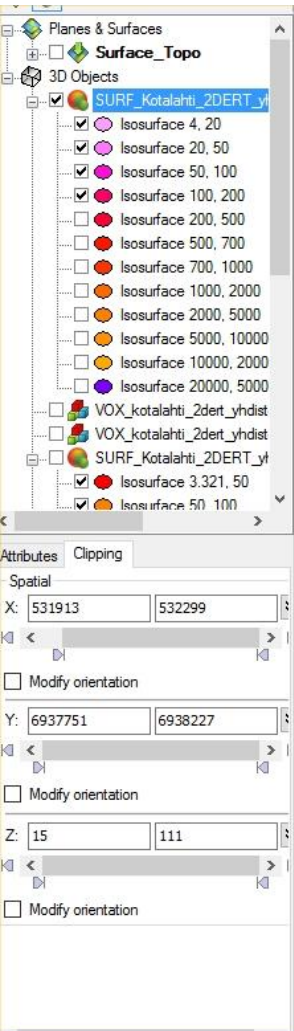 Planes & Surfaces
Surface_Topo
3D Objects
SURF_Kotalahti_2DERT_yh
Isosurface 4, 20
Isosurface 20, 50
Isosurface 50, 100
Isosurface 100, 200
Isosurface 200, 500
Isosurface 500, 700
Isosurface 700, 1000
Isosurface 1000, 2000
Isosurface 2000, 5000
Isosurface 5000, 10000
Isosurface 10000, 2000
Isosurface 20000, 5000
VOX_kotalahti_2dert_yhdist
VOX_kotalahti_2dert_yhdist
SURF_Kotalahti_2DERT_yh
Isosurface 3.321, 50
Isosurface 50, 100
Attributes Clipping
Spatial
X: 531913 532299
Modify orientation
Y: 6937751 6938227
Modify orientation
Z: 15 111
Modify orientation